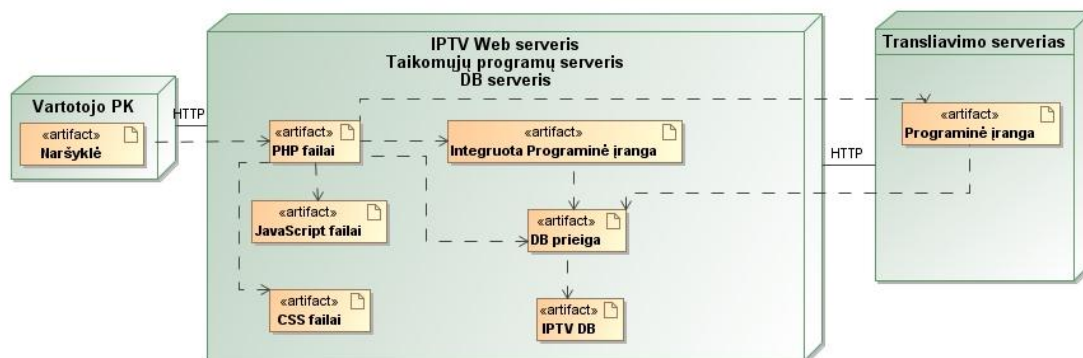 IPTV Web serveris
Taikomųjų programų serveris
DB serveris
Transliavimo serverias
Vartotojo PK
HTTP
«artifact»
Naršyklė
«artifact»
PHP failai
«artifact»
Integruota Programinė įranga
«artifact»
Programinė įranga
HTTP
«artifact»
JavaScript failai
«artifact»
DB prieiga
«artifact»
CSS failai
«artifact»
IPTV DB